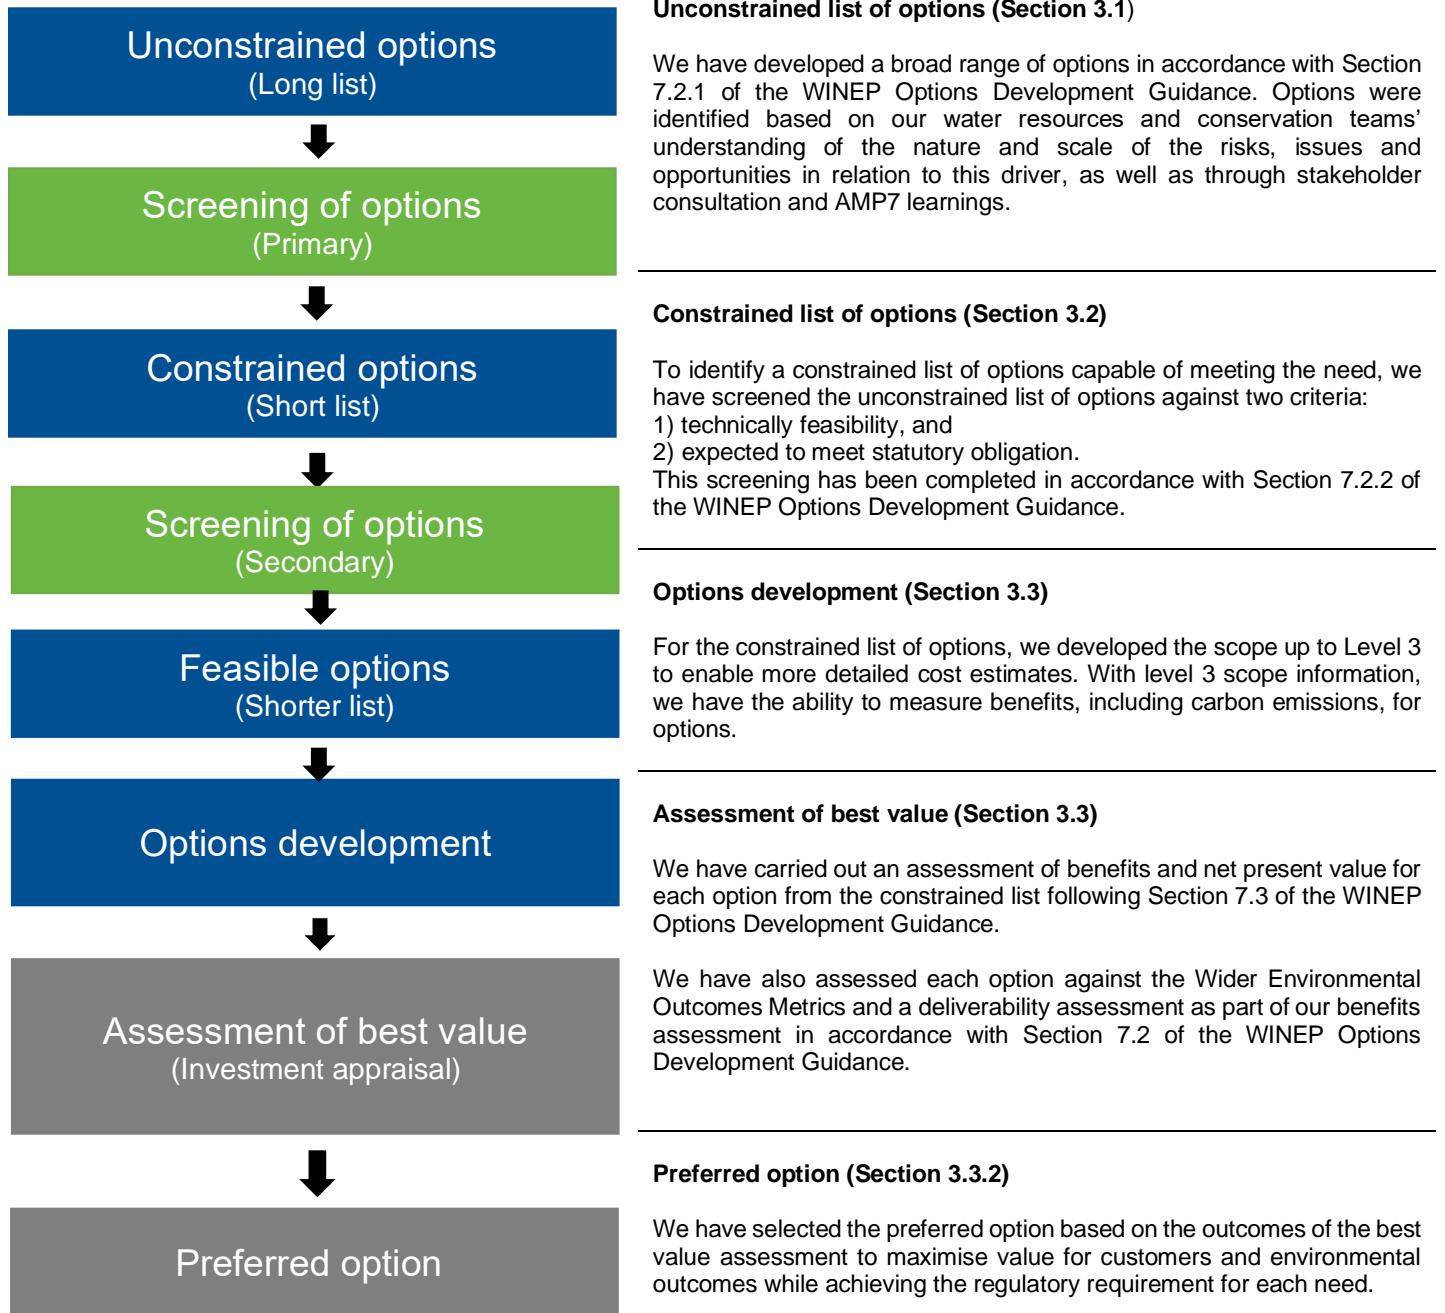 Unconstrained options
(Long list)
Screening of options
(Primary)
Constrained options
(Short list)
Screening of options
(Secondary)
Feasible options
(Shorter list)
Options development
Assessment of best value
(Investment appraisal)
Preferred option
Unconstrained list of options (Section 3.1)
We have developed a broad range of options in accordance with Section
7.2.1 of the WINEP Options Development Guidance. Options were
identified based on our water resources and conservation teams’
understanding of the nature and scale of the risks, issues and
opportunities in relation to this driver, as well as through stakeholder
consultation and AMP7 learnings.
Constrained list of options (Section 3.2)
To identify a constrained list of options capable of meeting the need, we
have screened the unconstrained list of options against two criteria:
1) technically feasibility, and
2) expected to meet statutory obligation.
This screening has been completed in accordance with Section 7.2.2 of
the WINEP Options Development Guidance.
Options development (Section 3.3)
For the constrained list of options, we developed the scope up to Level 3
to enable more detailed cost estimates. With level 3 scope information,
we have the ability to measure benefits, including carbon emissions, for
options.
Assessment of best value (Section 3.3)
We have carried out an assessment of benefits and net present value for
each option from the constrained list following Section 7.3 of the WINEP
Options Development Guidance.
We have also assessed each option against the Wider Environmental
Outcomes Metrics and a deliverability assessment as part of our benefits
assessment in accordance with Section 7.2 of the WINEP Options
Development Guidance.
Preferred option (Section 3.3.2)
We have selected the preferred option based on the outcomes of the best
value assessment to maximise value for customers and environmental
outcomes while achieving the regulatory requirement for each need.